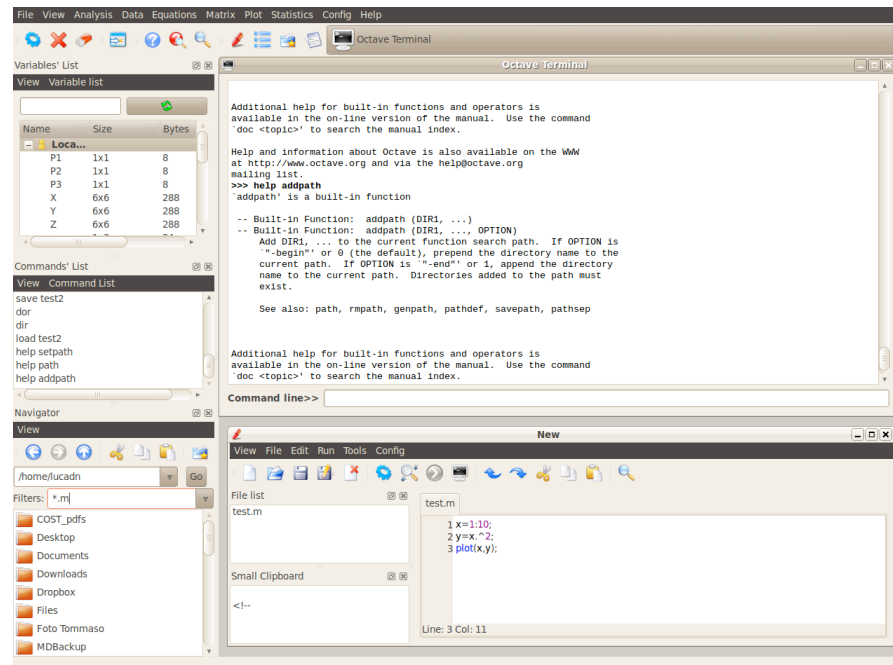 File View Analysis Data Equations Matrix Plot Statistics Config Help
Octave Terminal
Variables' List
View Variable list
Name Size Bytes
Loca...
P1 1x1 8
P2 1x1 8
P3 1x1 8
X 6x6 288
Y 6x6 288
Z 6x6 288
Commands' List
View Command List
save test2
dor
dir
load test2
help setpath
help path
help addpath
Navigator
View
/home/lucadn Go
Filters: *.m
COST_pdfs
Desktop
Documents
Downloads
Dropbox
Files
Foto Tommaso
MDBackup
Octave Terminal
Additional help for built-in functions and operators is
available in the on-line version of the manual.  Use the command
`doc <topic>' to search the manual index.
Help and information about Octave is also available on the WWW
at http://www.octave.org and via the help@octave.org
mailing list.
>>> help addpath
`addpath' is a built-in function
-- Built-in Function:  addpath (DIR1, ...)
-- Built-in Function:  addpath (DIR1, ..., OPTION)
Add DIR1, ... to the current function search path.  If OPTION is
`"-begin"' or 0 (the default), prepend the directory name to the
current path.  If OPTION is `"-end"' or 1, append the directory
name to the current path.  Directories added to the path must
exist.
See also: path, rmpath, genpath, pathdef, savepath, pathsep
Additional help for built-in functions and operators is
available in the on-line version of the manual.  Use the command
`doc <topic>' to search the manual index.
Command line>>
New
View File Edit Run Tools Config
File list
test.m
Small Clipboard
<!--
test.m
1 x=1:10;
2 y=x.^2;
3 plot(x,y);
Line: 3 Col: 11